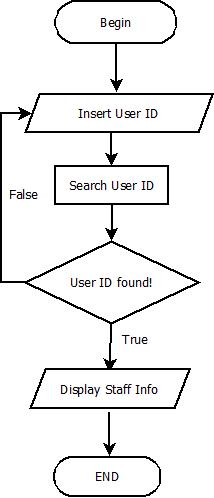 Begin
Insert User ID
Search User ID
False
User ID found!
True
Display Staff Info
END